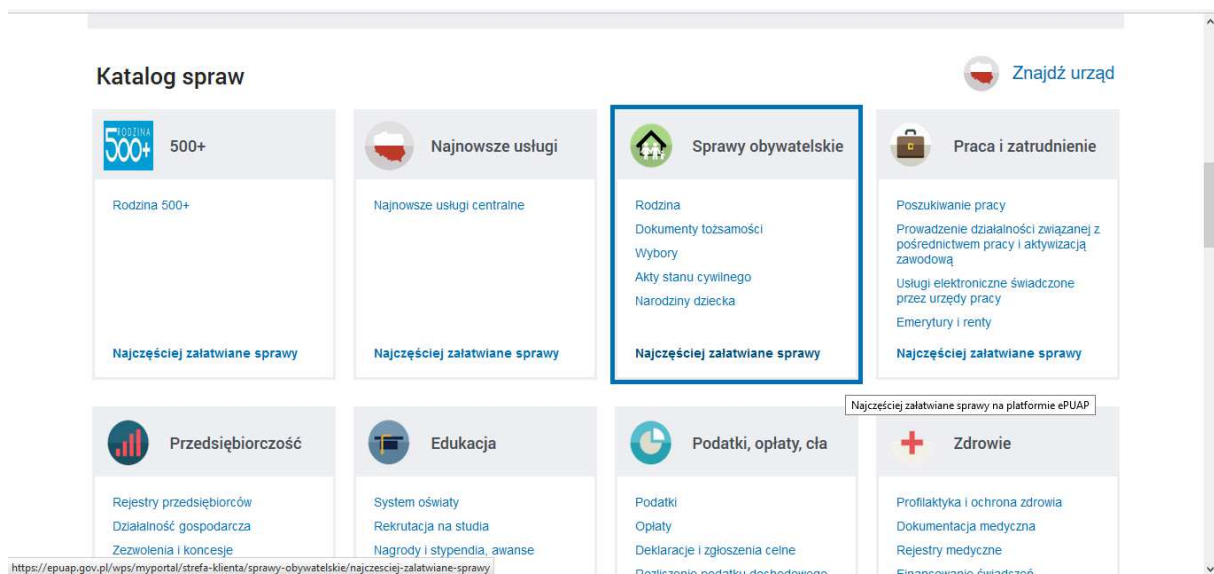 Katalog spraw
Znajdź urząd
RODZINA
500+
500+
Rodzina 500+
Najczęściej załatwiane sprawy
Najnowsze usługi
Najnowsze usługi centralne
Najczęściej załatwiane sprawy
Sprawy obywatelskie
Rodzina
Dokumenty tożsamości
Wybory
Akty stanu cywilnego
Narodziny dziecka
Najczęściej załatwiane sprawy
Praca i zatrudnienie
Poszukiwanie pracy
Prowadzenie działalności związanej z
pośrednictwem pracy i aktywizacją
zawodową
Usługi elektroniczne świadczone
przez urzędy pracy
Emerytury i renty
Najczęściej załatwiane sprawy
Najczęściej załatwiane sprawy na platformie ePUAP
Przedsiębiorczość
Rejestry przedsiębiorców
Działalność gospodarcza
Zezwolenia i koncesje
Edukacja
System oświaty
Rekrutacja na studia
Nagrody i stypendia, awanse
Podatki, opłaty, cła
Podatki
Opłaty
Deklaracje i zgłoszenia celne
Rozliczenie podatku dochodowego
Zdrowie
Profilaktyka i ochrona zdrowia
Dokumentacja medyczna
Rejestry medyczne
Finansowanie świadczeń
https://epuap.gov.pl/wps/myportal/strefa-klienta/sprawy-obywatelskie/najczesciej-zalatwiane-sprawy